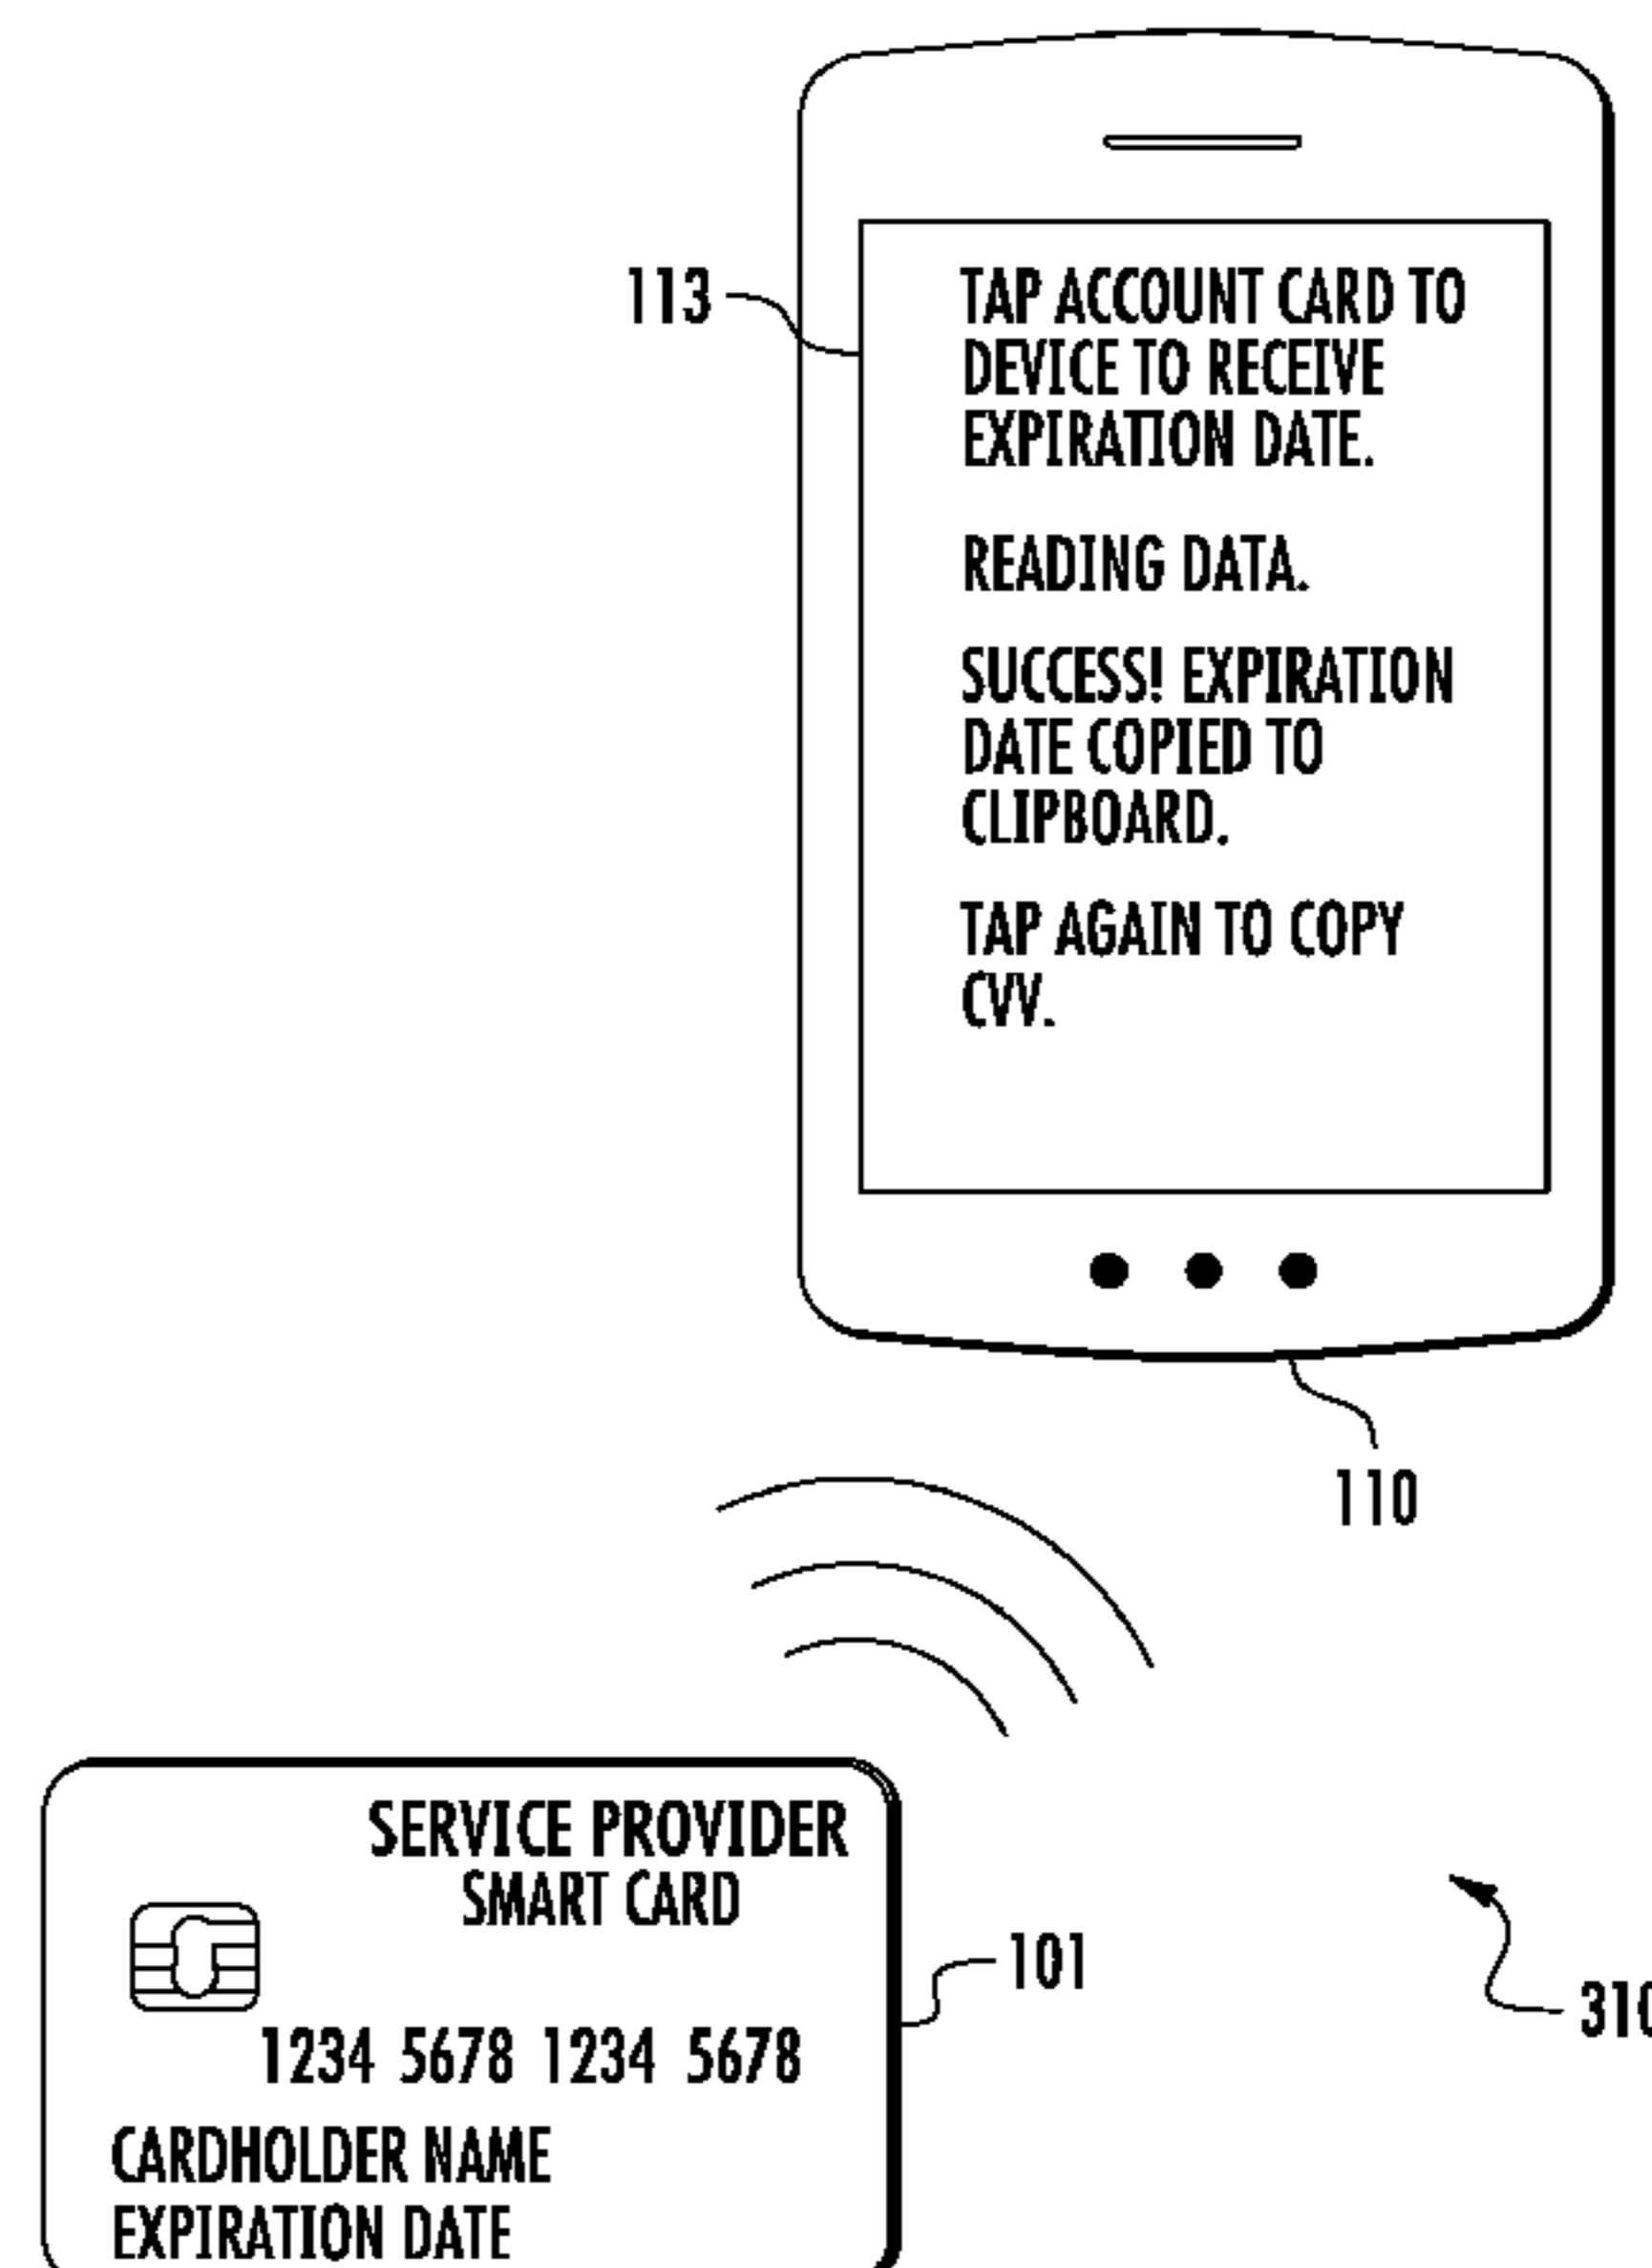 113
TAP ACCOUNT CARD TO
DEVICE TO RECEIVE
EXPIRATION DATE.
READING DATA.
SUCCESS! EXPIRATION
DATE COPIED TO
CLIPBOARD.
TAP AGAIN TO COPY
CVV.
110
SERVICE PROVIDER
SMART CARD
101
310
1234 5678 1234 5678
CARDHOLDER NAME
EXPIRATION DATE